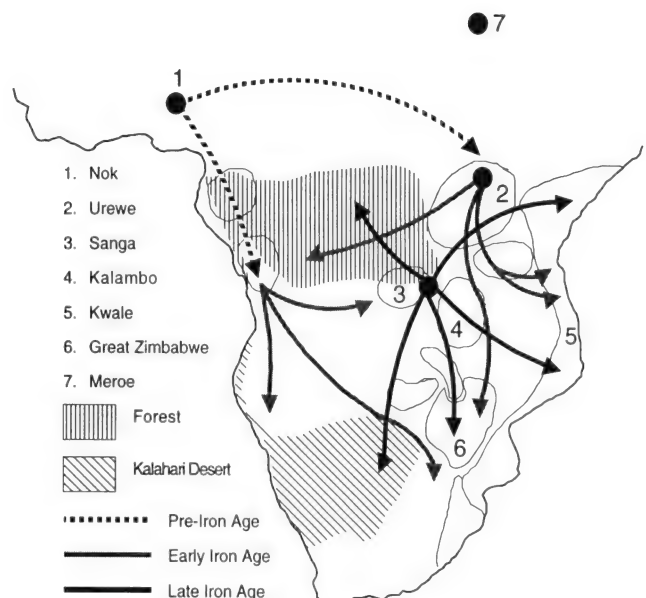 7
1
1. Nok
2. Urewe
3. Sanga
4. Kalambo
5. Kwale
6. Great Zimbabwe
7. Meroe
Forest
Kalahari Desert
Pre-Iron Age
Early Iron Age
Late Iron Age
2
3
4
5
6